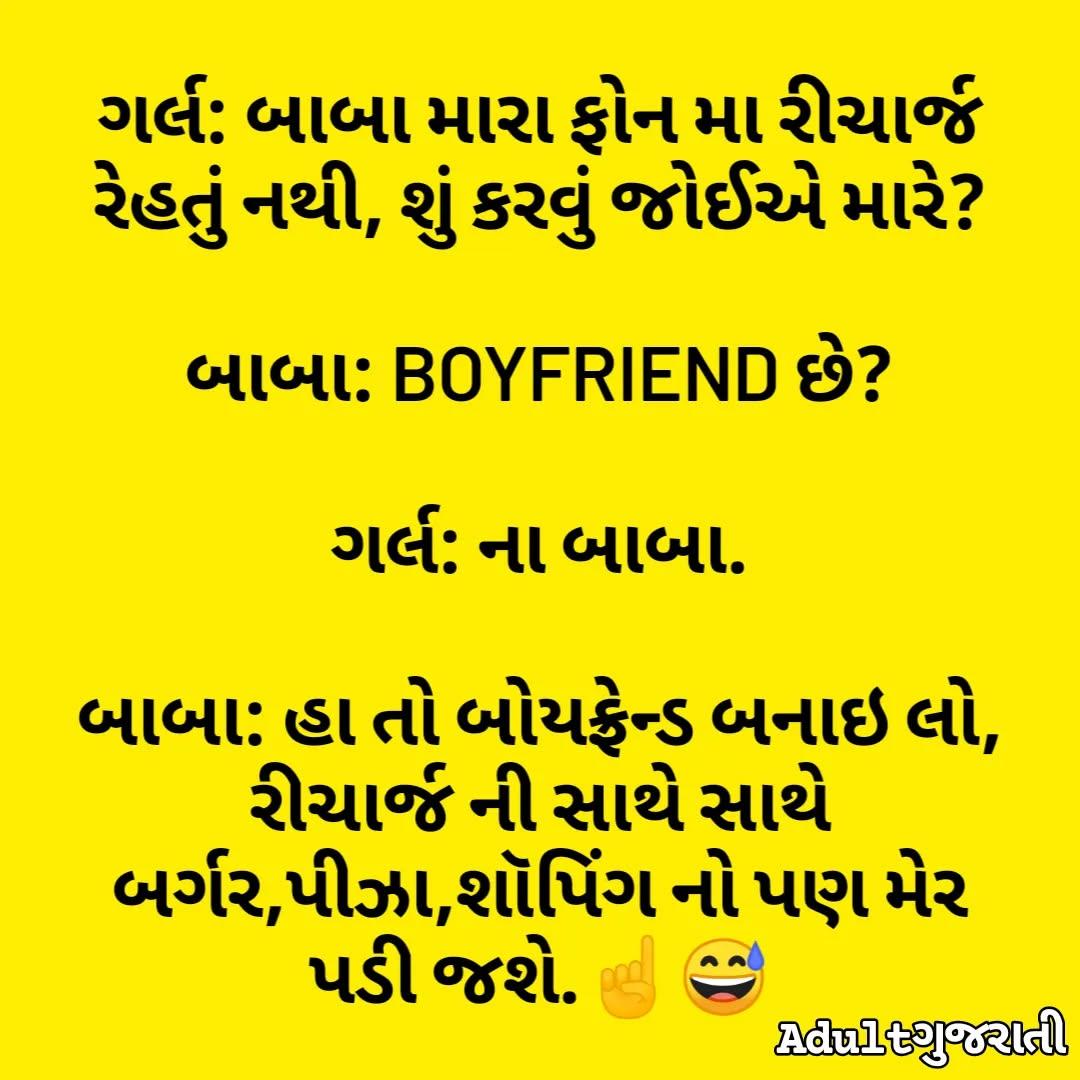 ગર્લ: બાબા મારા ફોન મા રીચાર્જ
રેહતું નથી, શું કરવું જોઈએ મારે?
બાબા: BOYFRIEND છે?
ગર્લ: ના બાબા.
બાબા: હા તો બોયફ્રેન્ડ બનાઇ લો,
રીચાર્જ ની સાથે સાથે
બર્ગર,પીઝા,શૉપિંગ નો પણ મેર
પડી જશે.☝😅
Adultગુજરાતી